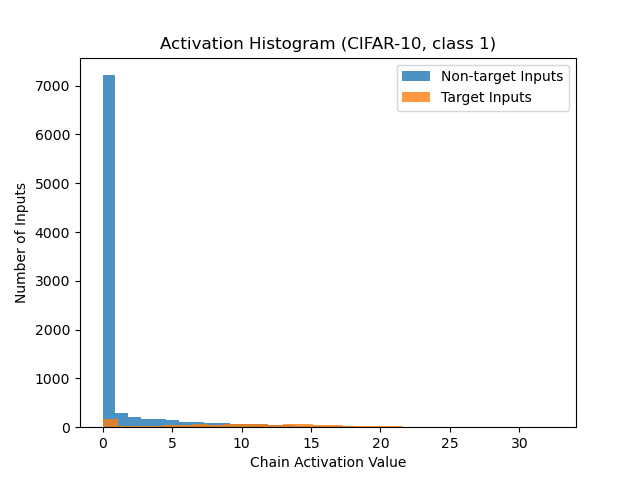 Activation Histogram (CIFAR-10, class 1)
Non-target Inputs
Target Inputs
Number of Inputs
7000
6000
5000
4000
3000
2000
1000
0
0 5 10 15 20 25 30
Chain Activation Value